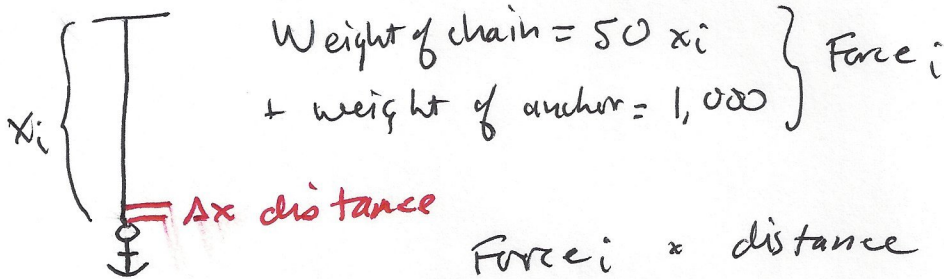 Weight of chain = 50 xi
+ weight of anchor = 1,000
Force i
Xi
Δx distance
Force i × distance